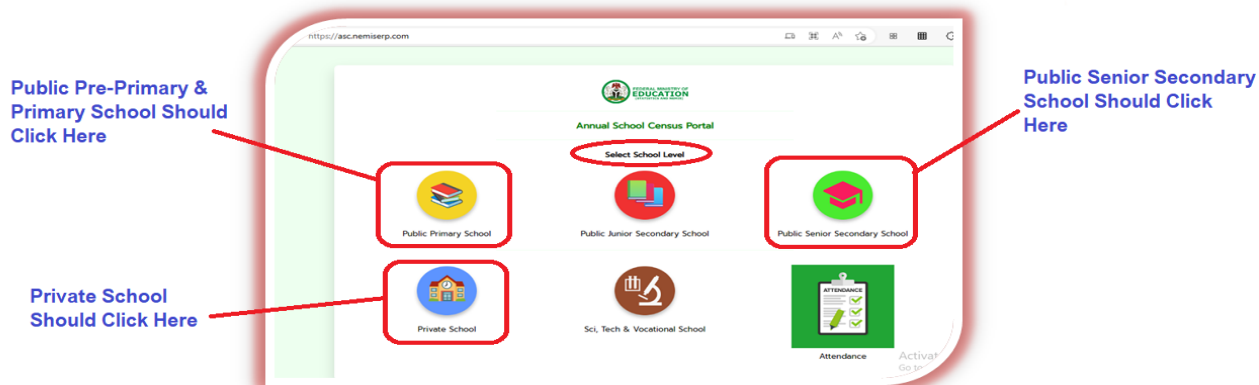 https://asc.nemiserp.com
Public Pre-Primary &
Primary School Should
Click Here
Public Senior Secondary
School Should Click
Here
FEDERAL MINISTRY OF
EDUCATION
Annual School Census Portal
Select School Level
Public Primary School
Public Junior Secondary School
Public Senior Secondary School
Private School
Should Click Here
ATTENDANCE
Private School
Sci, Tech & Vocational School
Attendance
Activat
Go to